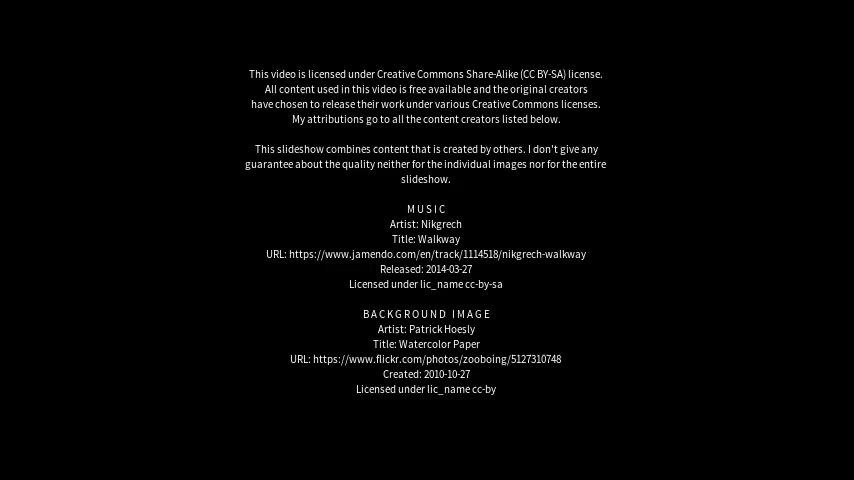 This video is licensed under Creative Commons Share-Alike (CC BY-SA) license.
All content used in this video is free available and the original creators
have chosen to release their work under various Creative Commons licenses.
My attributions go to all the content creators listed below.
This slideshow combines content that is created by others. I don't give any
guarantee about the quality neither for the individual images nor for the entire
slideshow.
M U S I C
Artist: Nikgrech
Title: Walkway
URL: https://www.jamendo.com/en/track/1114518/nikgrech-walkway
Released: 2014-03-27
Licensed under lic_name cc-by-sa
B A C K G R O U N D   I M A G E
Artist: Patrick Hoesly
Title: Watercolor Paper
URL: https://www.flickr.com/photos/zooboing/5127310748
Created: 2010-10-27
Licensed under lic_name cc-by